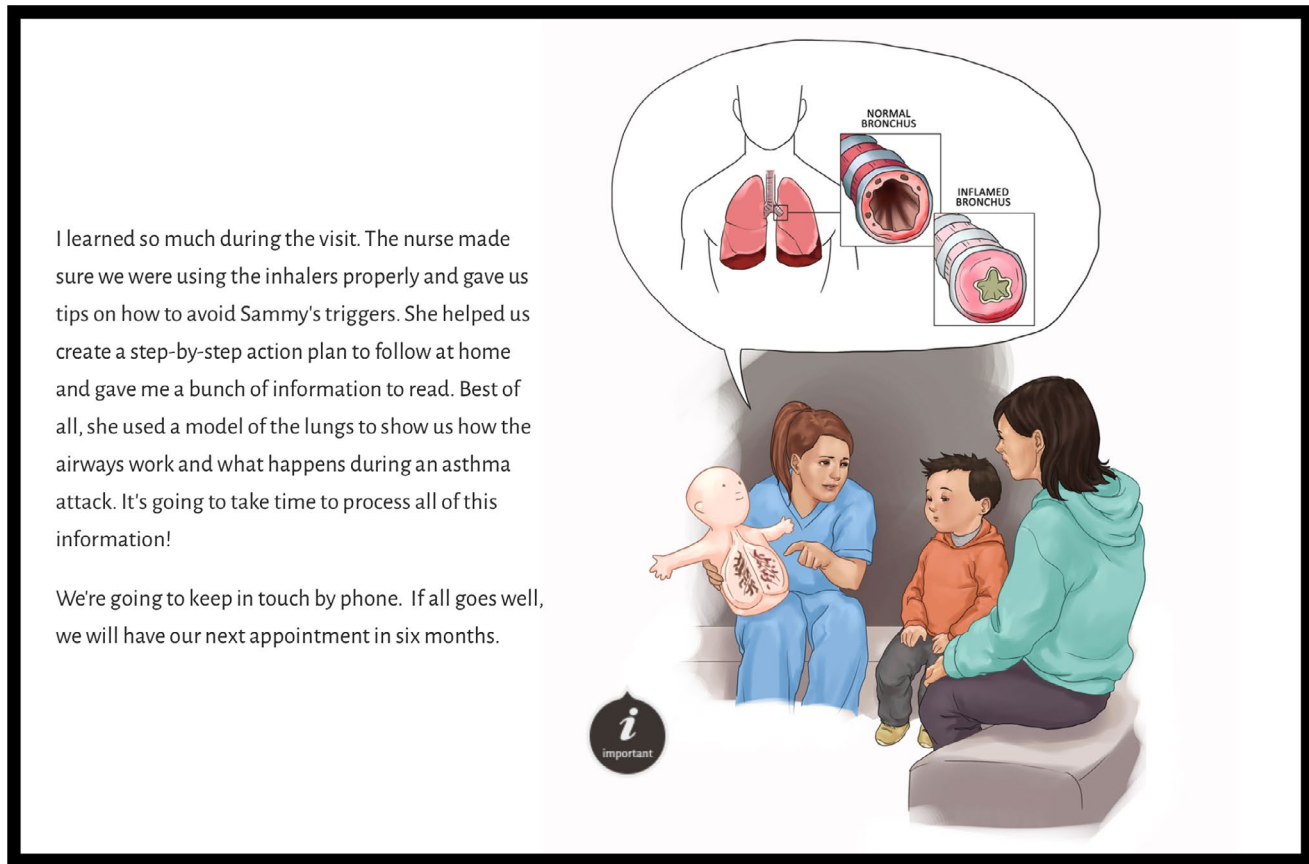 I learned so much during the visit. The nurse made
sure we were using the inhalers properly and gave us
tips on how to avoid Sammy's triggers. She helped us
create a step-by-step action plan to follow at home
and gave me a bunch of information to read. Best of
all, she used a model of the lungs to show us how the
airways work and what happens during an asthma
attack. It's going to take time to process all of this
information!
We're going to keep in touch by phone.  If all goes well,
we will have our next appointment in six months.
NORMAL
BRONCHUS
INFLAMED
BRONCHUS
i
important